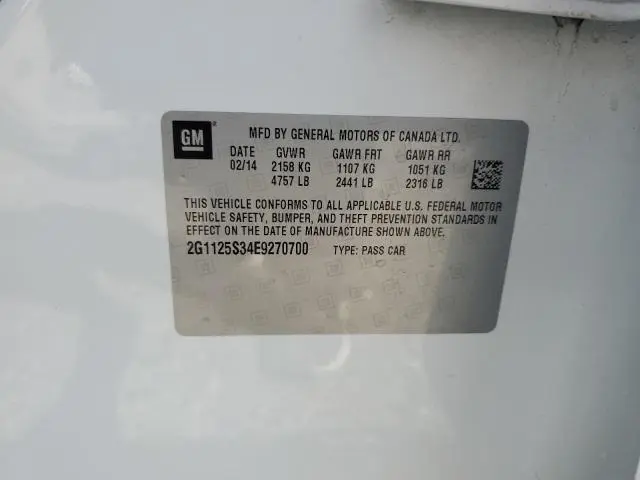 GM ®
MFD BY GENERAL MOTORS OF CANADA LTD.
DATE GVWR GAWR FRT GAWR RR
02/14 2158 KG 1107 KG 1051 KG
4757 LB 2441 LB 2316 LB
THIS VEHICLE CONFORMS TO ALL APPLICABLE U.S. FEDERAL MOTOR
VEHICLE SAFETY, BUMPER, AND THEFT PREVENTION STANDARDS IN
EFFECT ON THE DATE OF MANUFACTURE SHOWN ABOVE.
2G1125S34E9270700 TYPE: PASS CAR